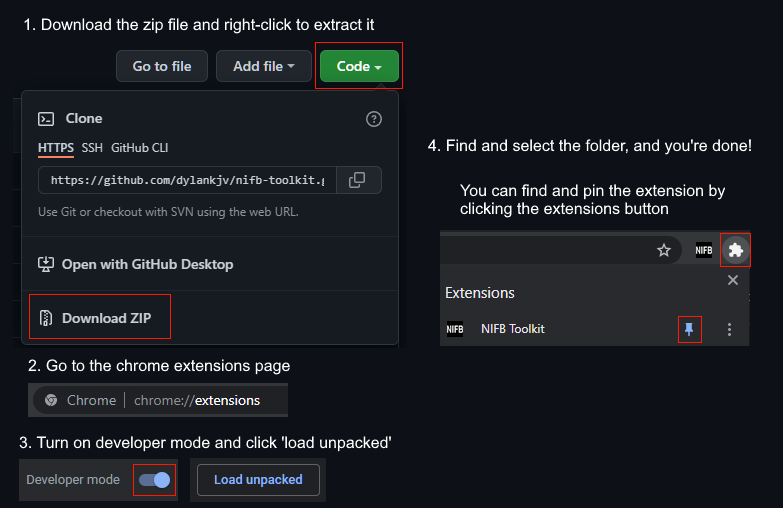 1. Download the zip file and right-click to extract it
Go to file
Add file
Code
Clone
HTTPS SSH GitHub CLI
https://github.com/dylankjv/nifb-toolkit.g
Use Git or checkout with SVN using the web URL.
Open with GitHub Desktop
Download ZIP
2. Go to the chrome extensions page
Chrome | chrome://extensions
3. Turn on developer mode and click 'load unpacked'
Developer mode
Load unpacked
4. Find and select the folder, and you're done!
You can find and pin the extension by
clicking the extensions button
NIFB
Extensions
NIFB NIFB Toolkit